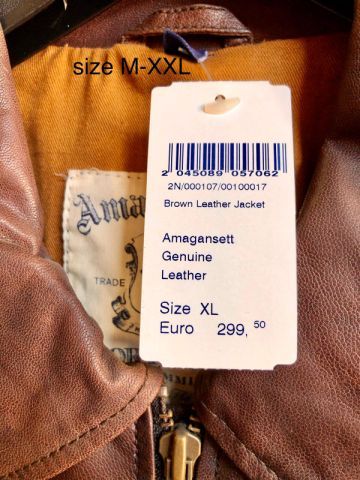 size M-XXL
2 045089 057062
2N/000107/00100017
Brown Leather Jacket
Amagansett
Genuine
Leather
Size XL
Euro 299, 50
Ama
TRADE